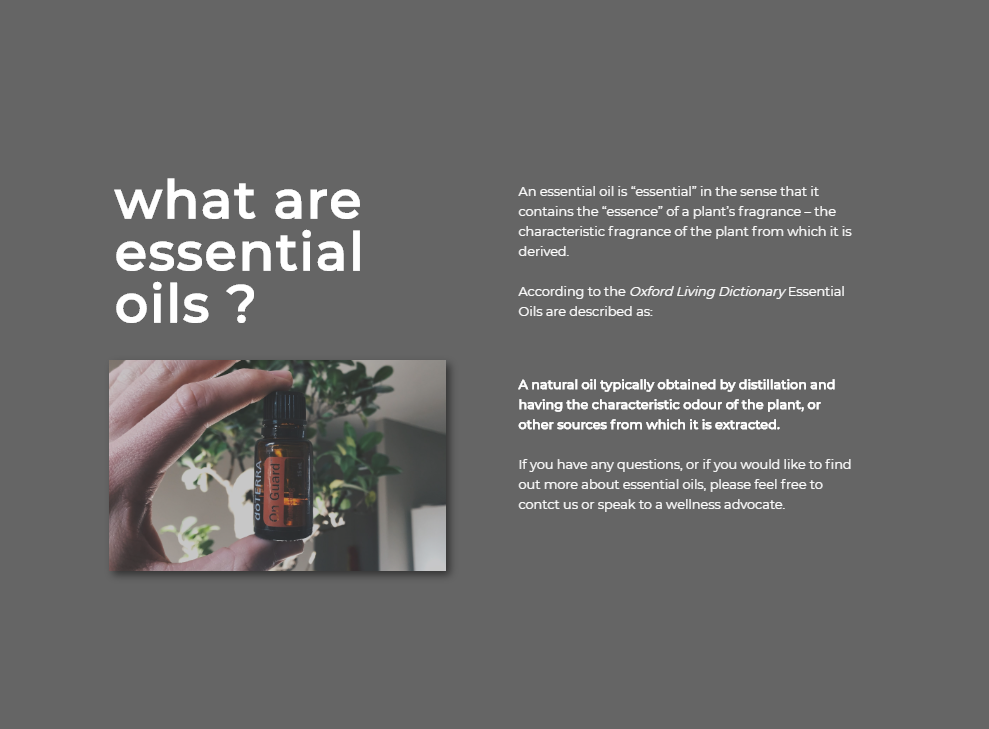 what are
essential
oils ?
doTERRA
On Guard
An essential oil is “essential” in the sense that it
contains the “essence” of a plant’s fragrance – the
characteristic fragrance of the plant from which it is
derived.
According to the Oxford Living Dictionary Essential
Oils are described as:
A natural oil typically obtained by distillation and
having the characteristic odour of the plant, or
other sources from which it is extracted.
If you have any questions, or if you would like to find
out more about essential oils, please feel free to
contct us or speak to a wellness advocate.